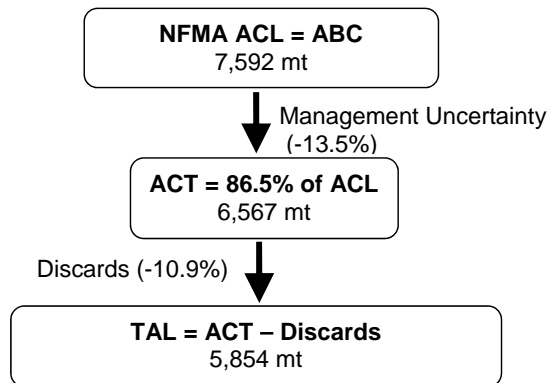 NFMA ACL = ABC
7,592 mt
Management Uncertainty
(-13.5%)
ACT = 86.5% of ACL
6,567 mt
Discards (-10.9%)
TAL = ACT – Discards
5,854 mt